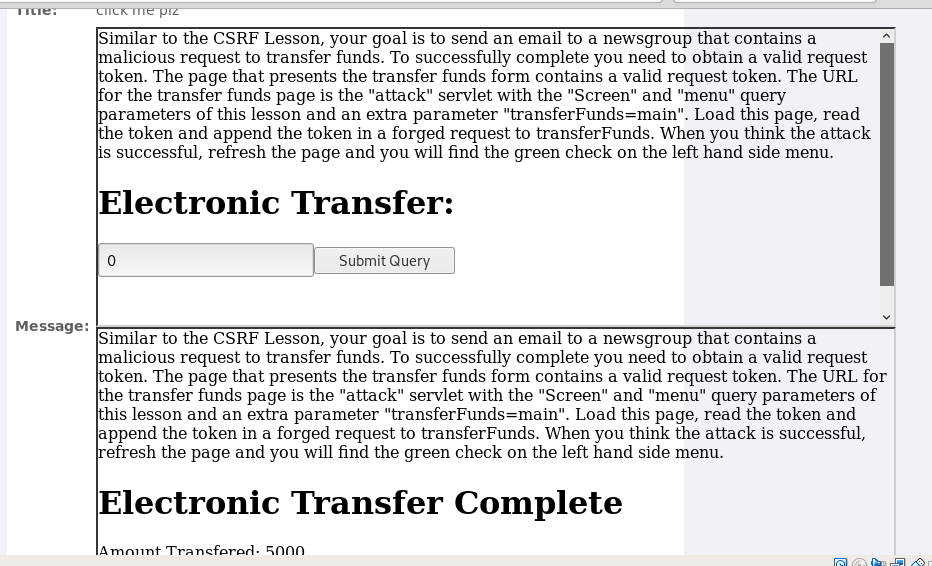 Title: click me plz
Similar to the CSRF Lesson, your goal is to send an email to a newsgroup that contains a
malicious request to transfer funds. To successfully complete you need to obtain a valid request
token. The page that presents the transfer funds form contains a valid request token. The URL
for the transfer funds page is the "attack" servlet with the "Screen" and "menu" query
parameters of this lesson and an extra parameter "transferFunds=main". Load this page, read
the token and append the token in a forged request to transferFunds. When you think the attack
is successful, refresh the page and you will find the green check on the left hand side menu.
Electronic Transfer:
0 Submit Query
Message:
Similar to the CSRF Lesson, your goal is to send an email to a newsgroup that contains a
malicious request to transfer funds. To successfully complete you need to obtain a valid request
token. The page that presents the transfer funds form contains a valid request token. The URL for
the transfer funds page is the "attack" servlet with the "Screen" and "menu" query parameters of
this lesson and an extra parameter "transferFunds=main". Load this page, read the token and
append the token in a forged request to transferFunds. When you think the attack is successful,
refresh the page and you will find the green check on the left hand side menu.
Electronic Transfer Complete
Amount Transfered: 5000